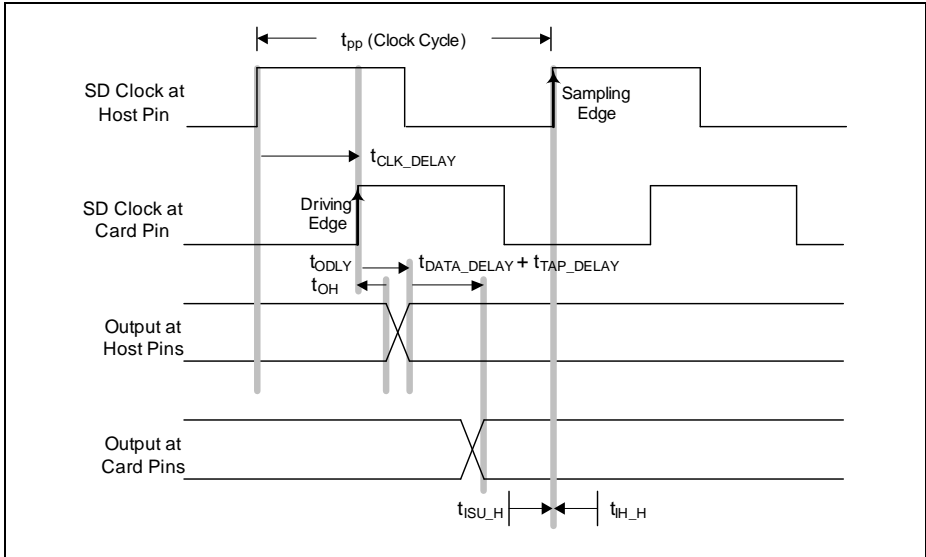 tpp (Clock Cycle)
SD Clock at
Host Pin
Sampling
Edge
tCLK_DELAY
SD Clock at
Card Pin
Driving
Edge
tODLY
tDATA_DELAY + tTAP_DELAY
tOH
Output at
Host Pins
Output at
Card Pins
tISU_H
tIH_H